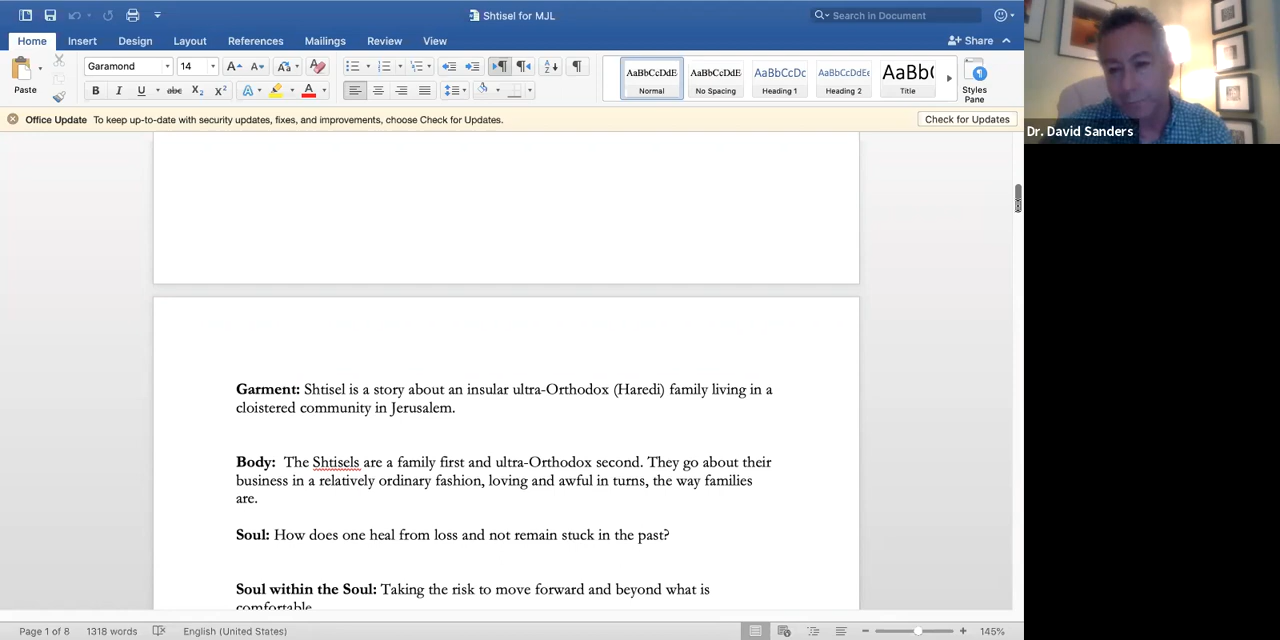 Shtisel for MJL
Search in Document
Home Insert Design Layout References Mailings Review View
Share
Paste
Garamond 14
AaBbCcDdE AaBbCcDdE AaBbCcDc AaBbCcDdEe AaBb(
Normal No Spacing Heading 1 Heading 2 Title
Styles
Pane
Office Update To keep up-to-date with security updates, fixes, and improvements, choose Check for Updates.
Check for Updates
Dr. David Sanders
Garment: Shtisel is a story about an insular ultra-Orthodox (Haredi) family living in a
cloistered community in Jerusalem.
Body: The Shtisels are a family first and ultra-Orthodox second. They go about their
business in a relatively ordinary fashion, loving and awful in turns, the way families
are.
Soul: How does one heal from loss and not remain stuck in the past?
Soul within the Soul: Taking the risk to move forward and beyond what is
comfortable
Page 1 of 8 1318 words English (United States) 145%